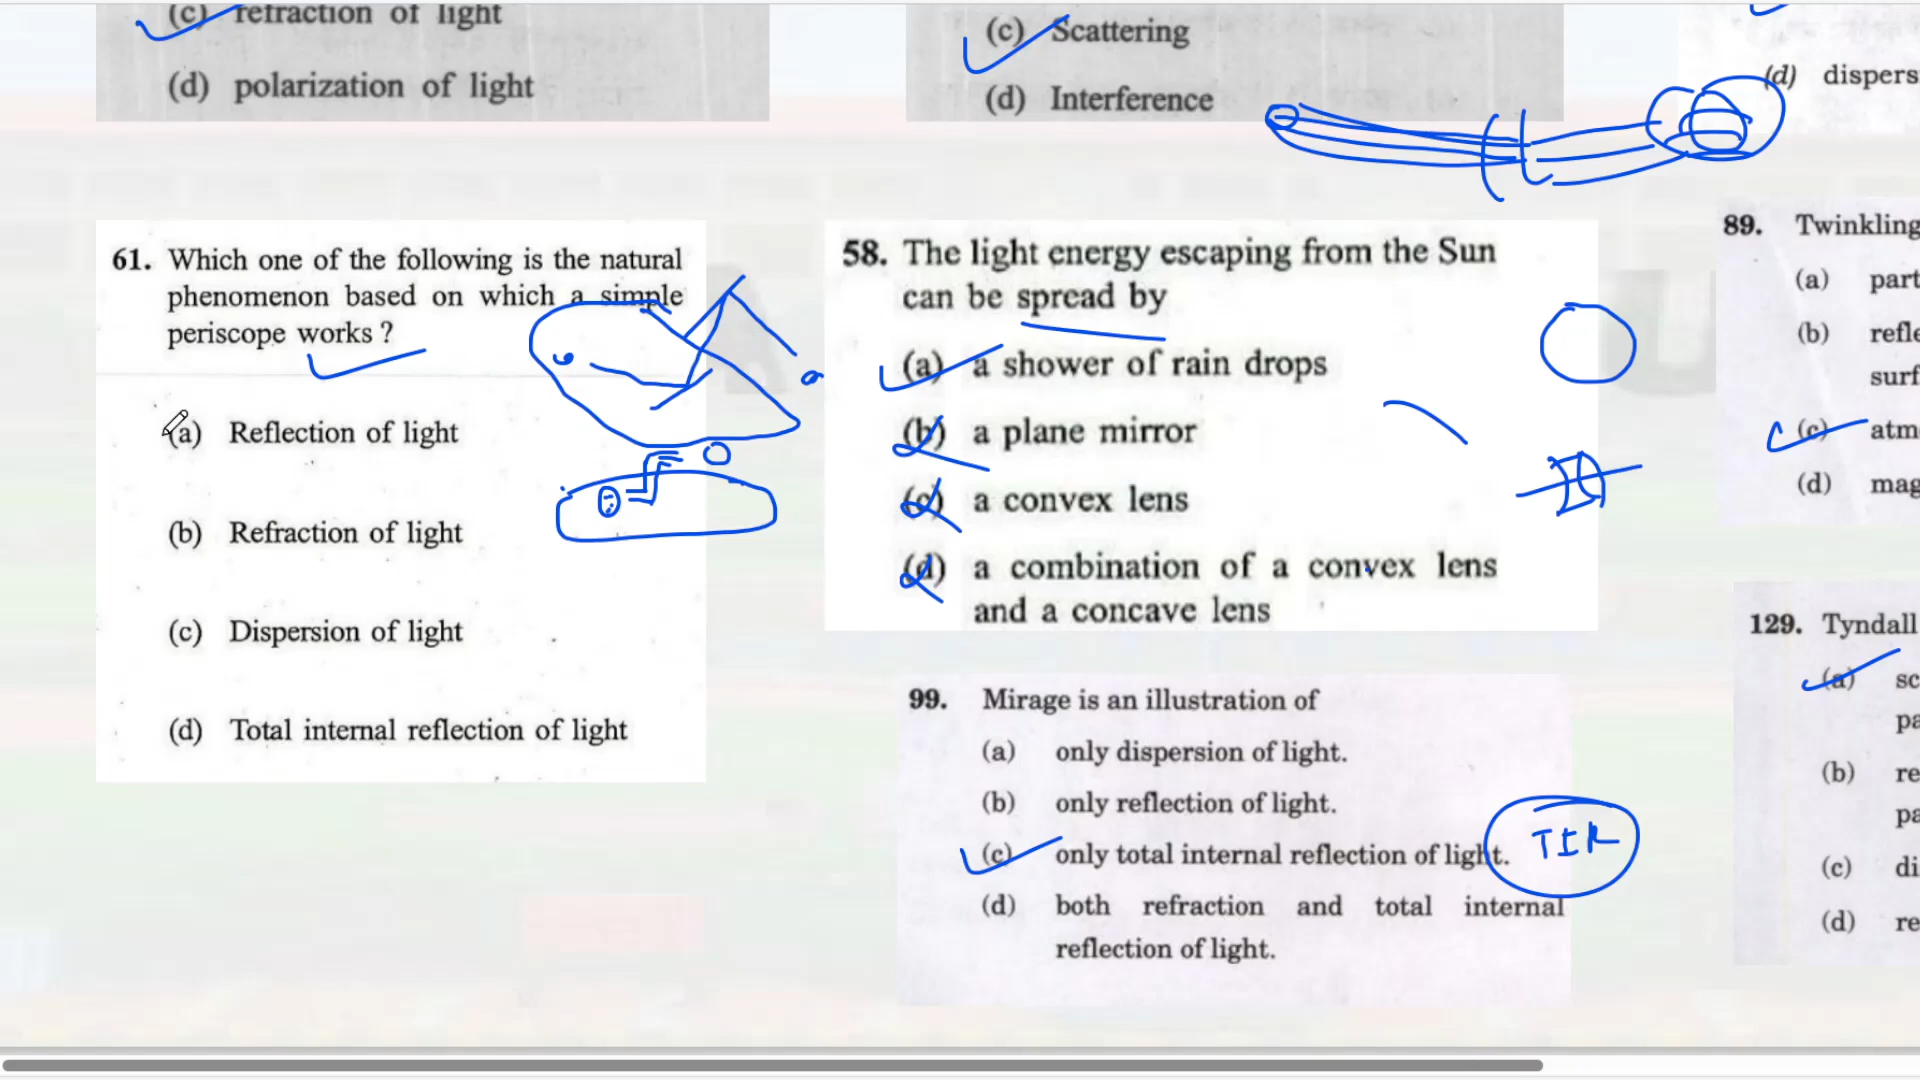 (c) refraction of light
(d) polarization of light
(c) Scattering
(d) Interference
(d) dispers
61. Which one of the following is the natural
phenomenon based on which a simple
periscope works ?
(a) Reflection of light
(b) Refraction of light
(c) Dispersion of light
(d) Total internal reflection of light
58. The light energy escaping from the Sun
can be spread by
(a) a shower of rain drops
(b) a plane mirror
(c) a convex lens
(d) a combination of a convex lens
and a concave lens
99. Mirage is an illustration of
(a) only dispersion of light.
(b) only reflection of light.
(c) only total internal reflection of light.
TIR
(d) both refraction and total internal
reflection of light.
89. Twinkling
(a) part
(b) refle
surf
(c) atm
(d) mag
129. Tyndall
(a) sc
pa
(b) re
pa
(c) di
(d) re